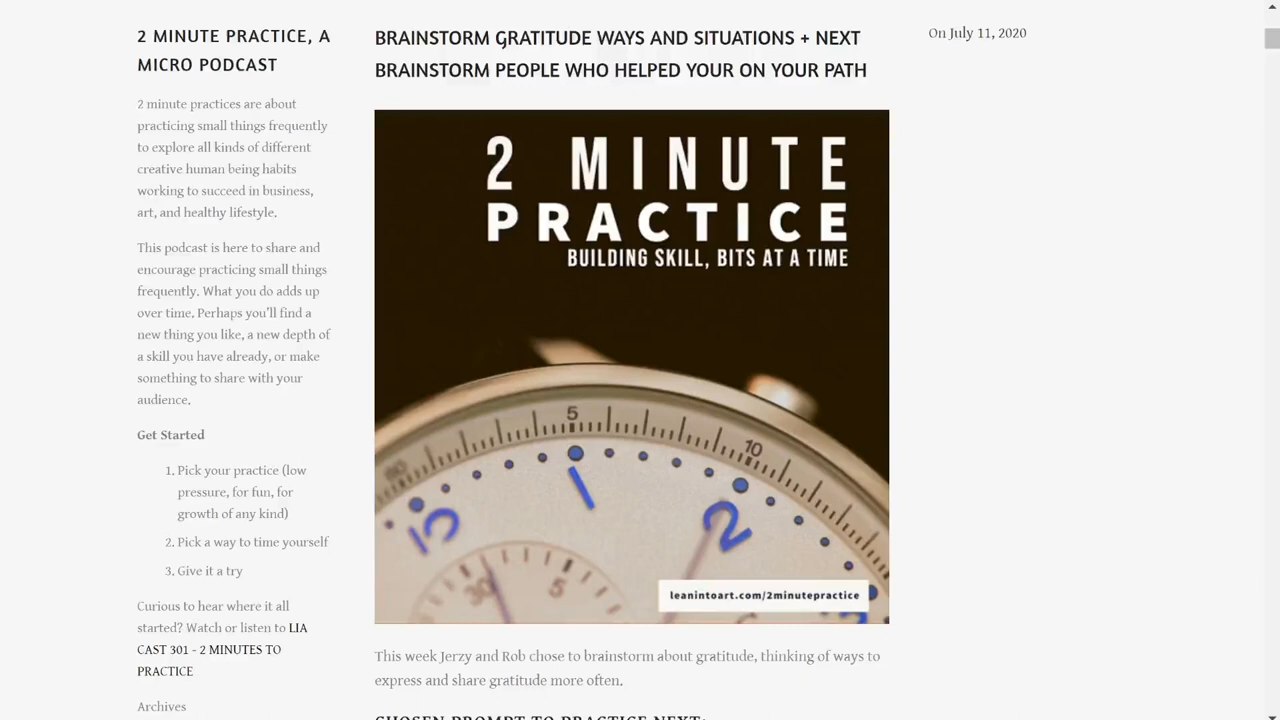 2 MINUTE PRACTICE, A
MICRO PODCAST
2 minute practices are about
practicing small things frequently
to explore all kinds of different
creative human being habits
working to succeed in business,
art, and healthy lifestyle.
This podcast is here to share and
encourage practicing small things
frequently. What you do adds up
over time. Perhaps you'll find a
new thing you like, a new depth of
a skill you have already, or make
something to share with your
audience.
Get Started
1. Pick your practice (low
pressure, for fun, for
growth of any kind)
2. Pick a way to time yourself
3. Give it a try
Curious to hear where it all
started? Watch or listen to LIA
CAST 301 - 2 MINUTES TO
PRACTICE
Archives
BRAINSTORM GRATITUDE WAYS AND SITUATIONS + NEXT
BRAINSTORM PEOPLE WHO HELPED YOUR ON YOUR PATH
2 MINUTE
PRACTICE
BUILDING SKILL, BITS AT A TIME
5
10
1
2
30
5
leanintoart.com/2minutepractice
This week Jerzy and Rob chose to brainstorm about gratitude, thinking of ways to
express and share gratitude more often.
CHOSEN PROMPT TO PRACTICE NEXT:
On July 11, 2020